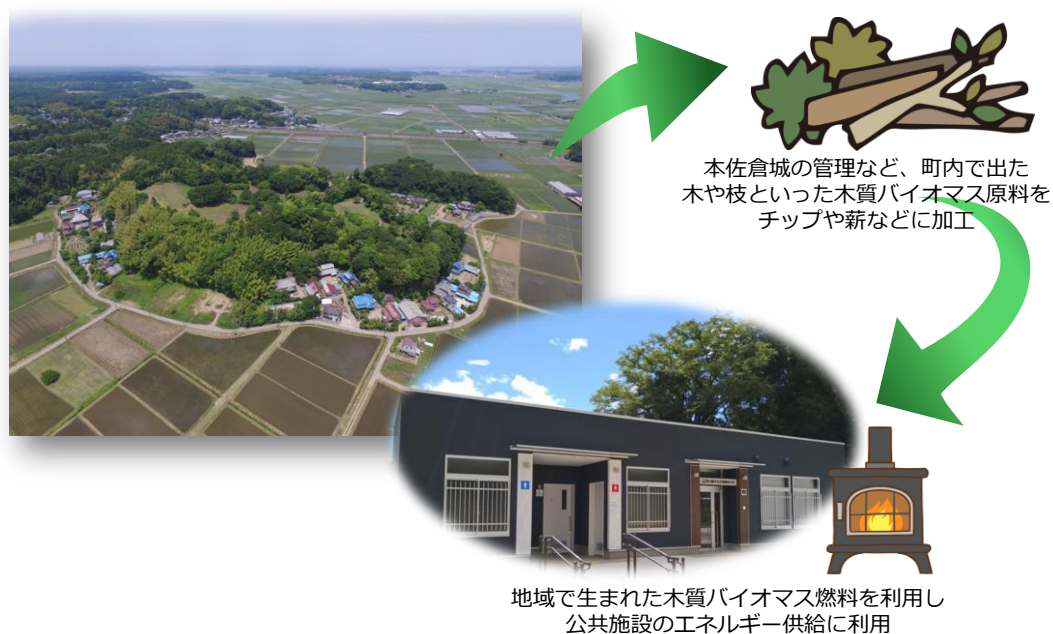 本佐倉城の管理など、町内で出た
木や枝といった木質バイオマス原料を
チップや薪などに加工
地域で生まれた木質バイオマス燃料を利用し
公共施設のエネルギー供給に利用